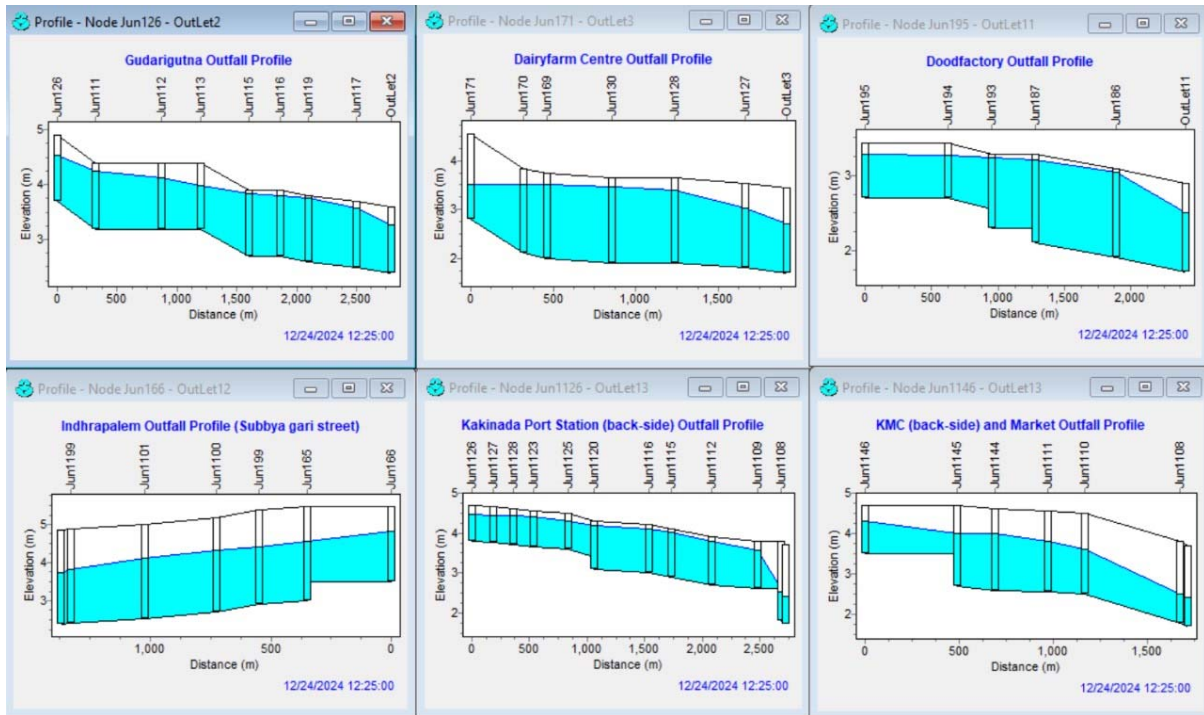 Profile - Node Jun126 - OutLet2
Gudarigutna Outfall Profile
Jun126 Jun111 Jun112 Jun113 Jun115 Jun116 Jun119 Jun117 OutLet2
Elevation (m)
5
4
3
0 500 1,000 1,500 2,000 2,500
Distance (m)
12/24/2024 12:25:00
Profile - Node Jun171 - OutLet3
Dairyfarm Centre Outfall Profile
Jun171 Jun170 Jun169 Jun130 Jun128 Jun127 OutLet3
Elevation (m)
4
3
2
0 500 1,000 1,500
Distance (m)
12/24/2024 12:25:00
Profile - Node Jun195 - OutLet11
Doodfactory Outfall Profile
Jun195 Jun194 Jun193 Jun187 Jun186 OutLet11
Elevation (m)
3
2
0 500 1,000 1,500 2,000
Distance (m)
12/24/2024 12:25:00
Profile - Node Jun166 - OutLet12
Indhrapalem Outfall Profile (Subbya gari street)
Jun1199 Jun1101 Jun1100 Jun199 Jun165 Jun166
Elevation (m)
5
4
3
1,000 500 0
Distance (m)
12/24/2024 12:25:00
Profile - Node Jun1126 - OutLet13
Kakinada Port Station (back-side) Outfall Profile
Jun1126 Jun1127 Jun1128 Jun1123 Jun1125 Jun1120 Jun1116 Jun1115 Jun1112 Jun1109 Jun1108
Elevation (m)
5
4
3
2
0 500 1,000 1,500 2,000 2,500
Distance (m)
12/24/2024 12:25:00
Profile - Node Jun1146 - OutLet13
KMC (back-side) and Market Outfall Profile
Jun1146 Jun1145 Jun1144 Jun1111 Jun1110 Jun1108
Elevation (m)
5
4
3
2
0 500 1,000 1,500
Distance (m)
12/24/2024 12:25:00